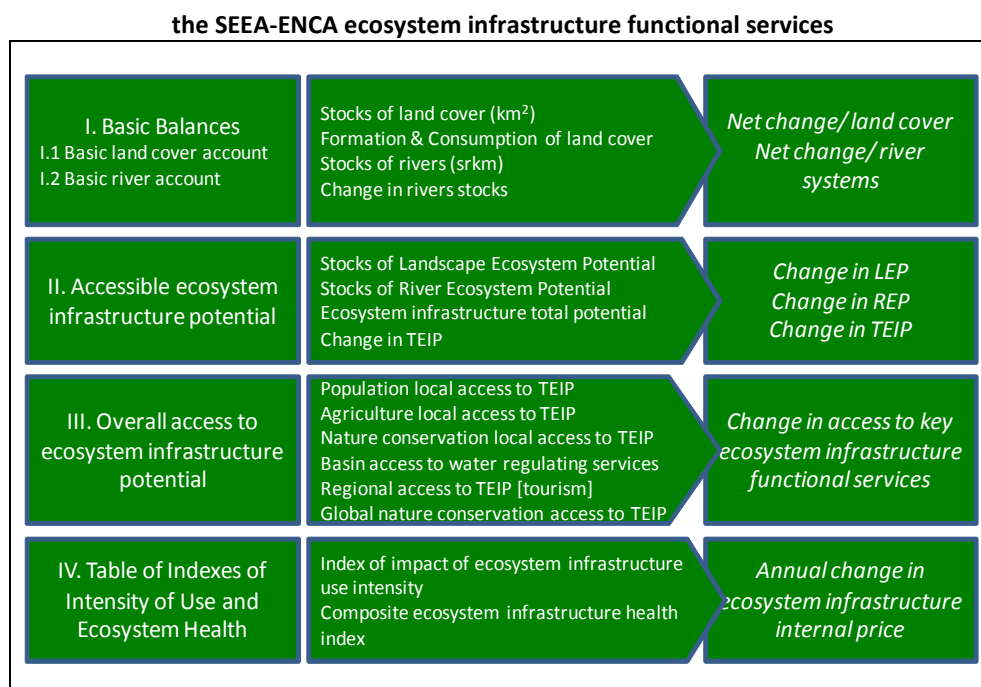 the SEEA-ENCA ecosystem infrastructure functional services
I. Basic Balances
I.1 Basic land cover account
I.2 Basic river account
Stocks of land cover (km²)
Formation & Consumption of land cover
Stocks of rivers (srkm)
Change in rivers stocks
Net change/ land cover
Net change/ river
systems
II. Accessible ecosystem
infrastructure potential
Stocks of Landscape Ecosystem Potential
Stocks of River Ecosystem Potential
Ecosystem infrastructure total potential
Change in TEIP
Change in LEP
Change in REP
Change in TEIP
III. Overall access to
ecosystem infrastructure
potential
Population local access to TEIP
Agriculture local access to TEIP
Nature conservation local access to TEIP
Basin access to water regulating services
Regional access to TEIP [tourism]
Global nature conservation access to TEIP
Change in access to key
ecosystem infrastructure
functional services
IV. Table of Indexes of
Intensity of Use and
Ecosystem Health
Index of impact of ecosystem infrastructure
use intensity
Composite ecosystem infrastructure health
index
Annual change in
ecosystem infrastructure
internal price